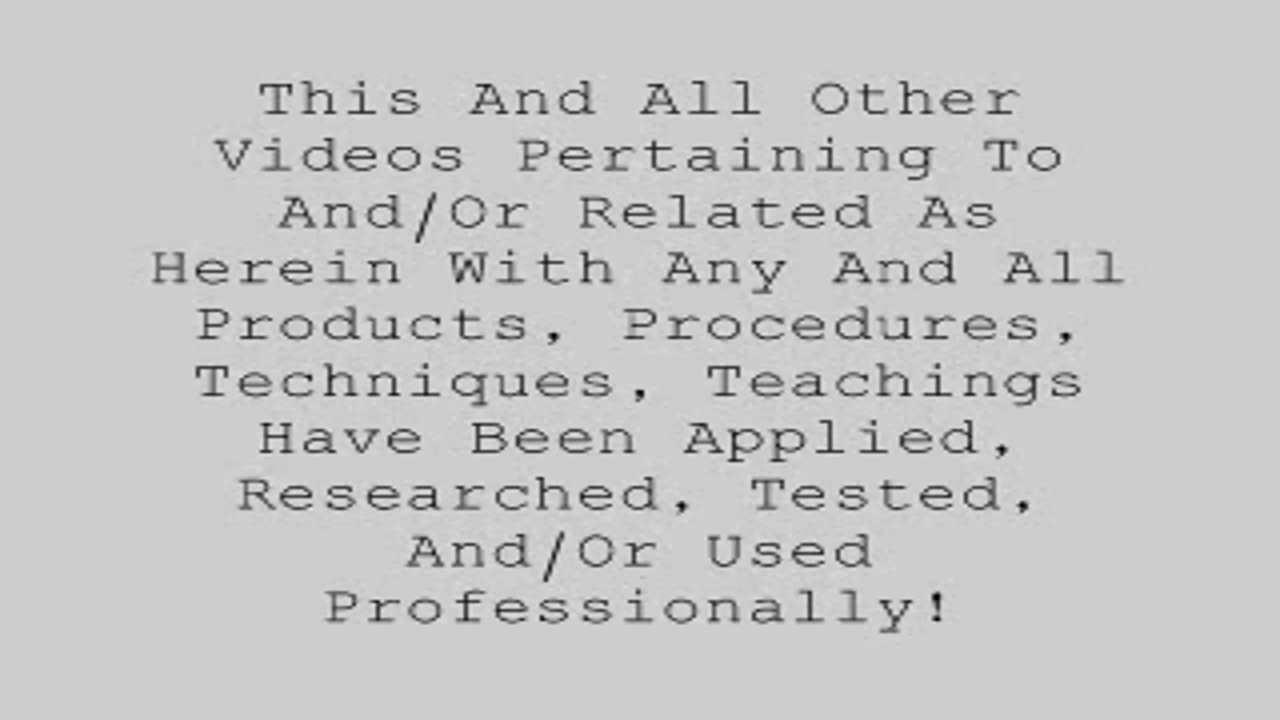 This And All Other
Videos Pertaining To
And/Or Related As
Herein With Any And All
Products, Procedures,
Techniques, Teachings
Have Been Applied,
Researched, Tested,
And/Or Used
Professionally!